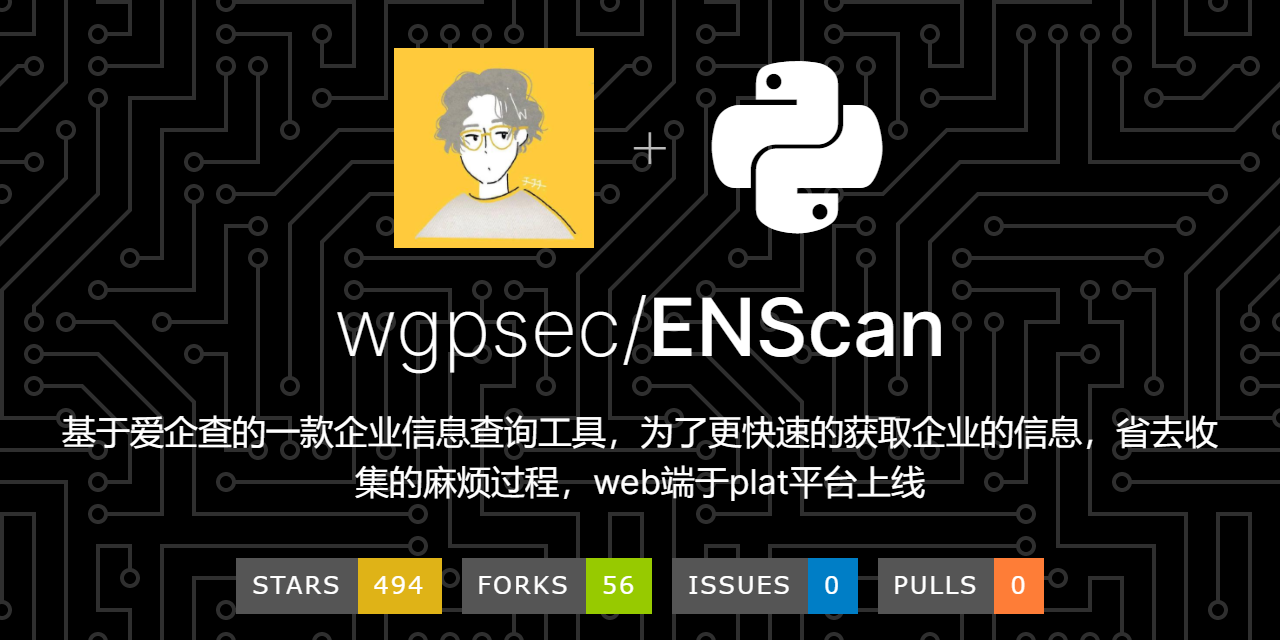 wgpsec/ENScan
基于爱企查的一款企业信息查询工具，为了更快速的获取企业的信息，省去收
集的麻烦过程，web端于plat平台上线
STARS 494 FORKS 56 ISSUES 0 PULLS 0